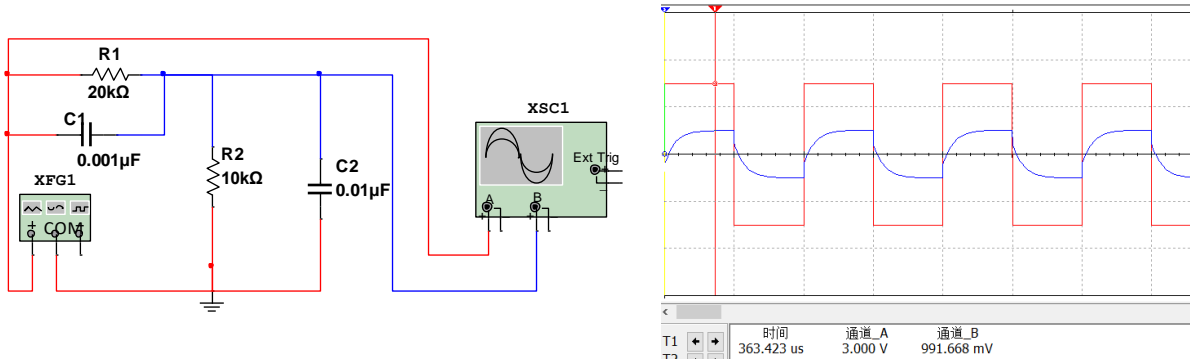 R1
20kΩ
C1
0.001μF
R2
10kΩ
C2
0.01μF
XFG1
COM
XSC1
Ext Trig
A
B
时间 通道_A 通道_B
T1 363.423 us 3.000 V 991.668 mV
T2